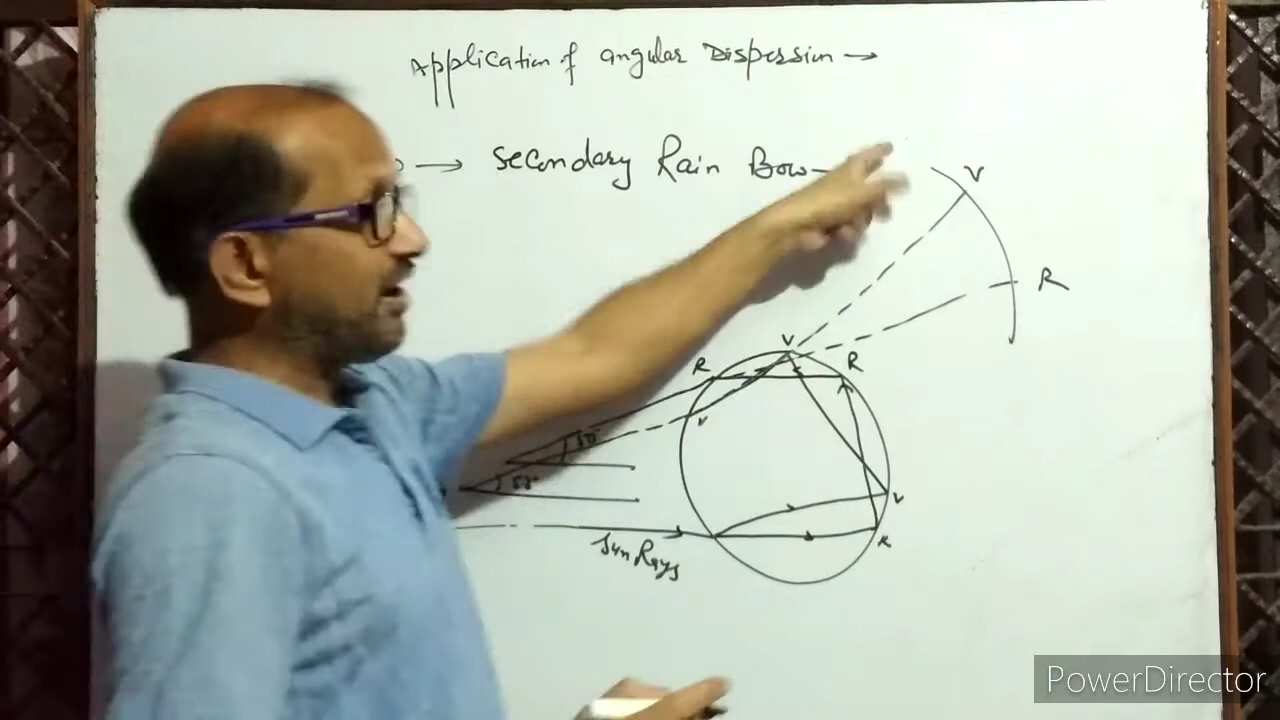 Application of angular Dispersion →
→ Secondary Rain Bow
V
R
V
R
R
V
V
R
Sun Rays
PowerDirector